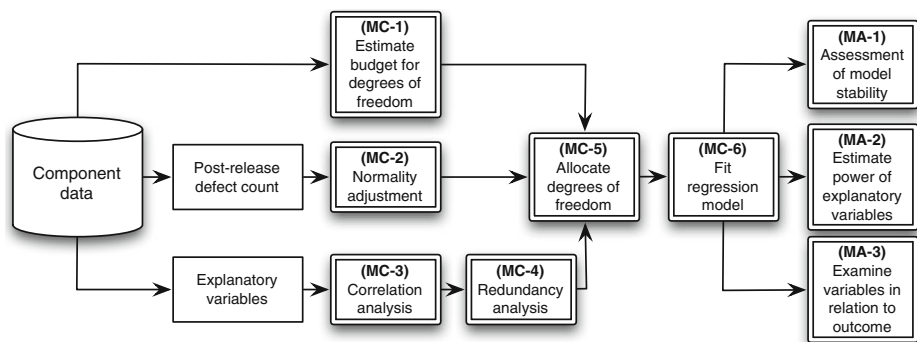 Component
data
(MC-1)
Estimate
budget for
degrees of
freedom
Post-release
defect count
(MC-2)
Normality
adjustment
Explanatory
variables
(MC-3)
Correlation
analysis
(MC-4)
Redundancy
analysis
(MC-5)
Allocate
degrees of
freedom
(MC-6)
Fit
regression
model
(MA-1)
Assessment
of model
stability
(MA-2)
Estimate
power of
explanatory
variables
(MA-3)
Examine
variables in
relation to
outcome